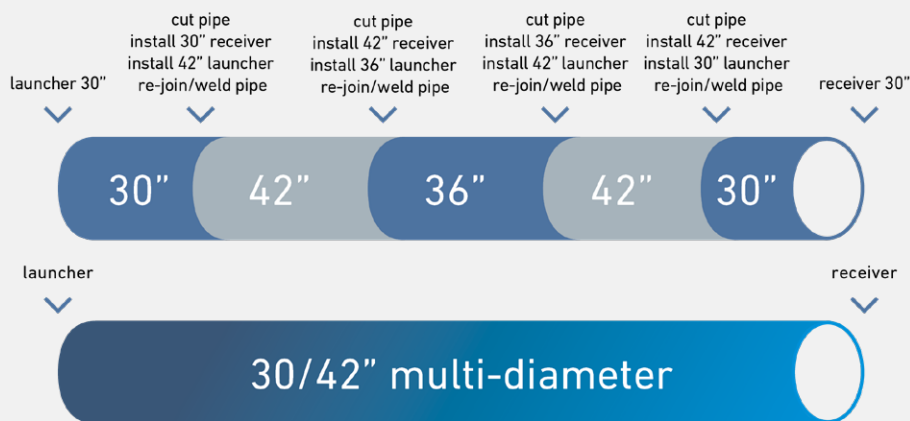 launcher 30”
cut pipe
install 30” receiver
install 42” launcher
re-join/weld pipe
cut pipe
install 42” receiver
install 36” launcher
re-join/weld pipe
cut pipe
install 36” receiver
install 42” launcher
re-join/weld pipe
cut pipe
install 42” receiver
install 30” launcher
re-join/weld pipe
receiver 30”
30”
42”
36”
42”
30”
launcher
receiver
30/42” multi-diameter